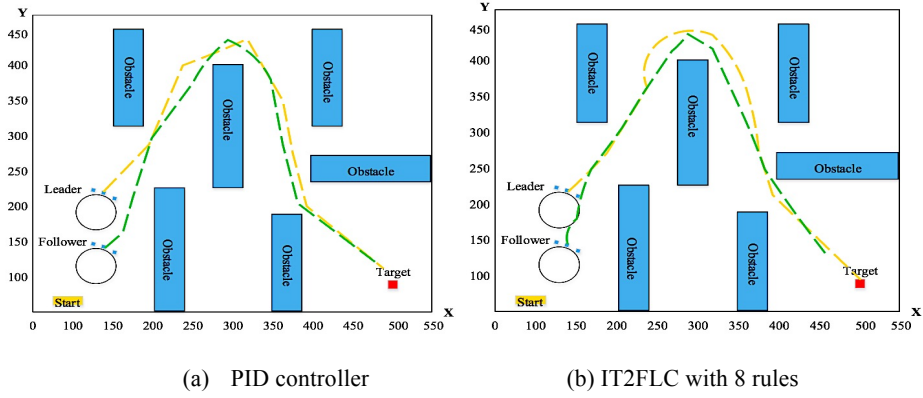 Y
450
400
350
300
250
200
150
100
Obstacle
Obstacle
Obstacle
Obstacle
Obstacle
Obstacle
Leader
Follower
Start
Target
X
0 100 150 200 250 300 350 400 450 500 550
(a) PID controller
Y
450
400
350
300
250
200
150
100
Obstacle
Obstacle
Obstacle
Obstacle
Obstacle
Obstacle
Leader
Follower
Start
Target
X
0 100 150 200 250 300 350 400 450 500 550
(b) IT2FLC with 8 rules